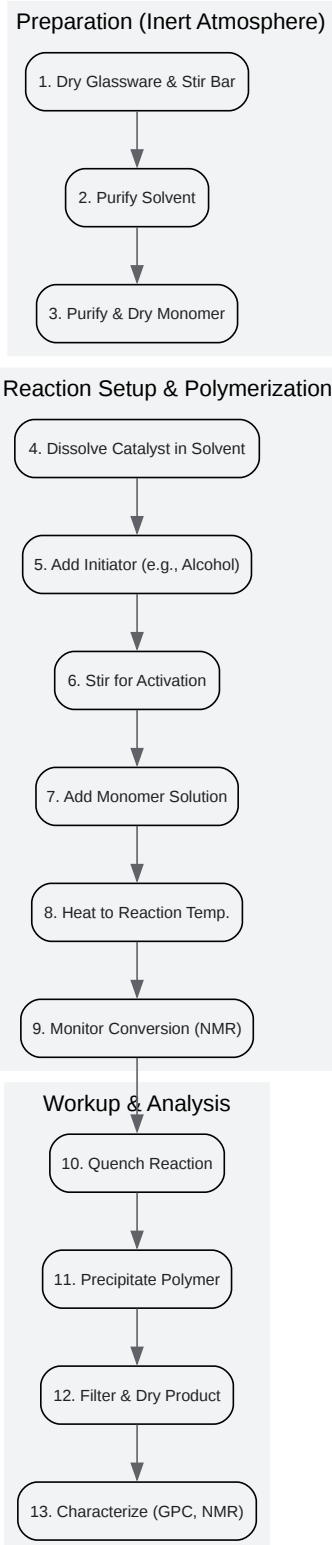 Preparation (Inert Atmosphere)
1. Dry Glassware & Stir Bar
2. Purify Solvent
3. Purify & Dry Monomer
Reaction Setup & Polymerization
4. Dissolve Catalyst in Solvent
5. Add Initiator (e.g., Alcohol)
6. Stir for Activation
7. Add Monomer Solution
8. Heat to Reaction Temp.
9. Monitor Conversion (NMR)
Workup & Analysis
10. Quench Reaction
11. Precipitate Polymer
12. Filter & Dry Product
13. Characterize (GPC, NMR)